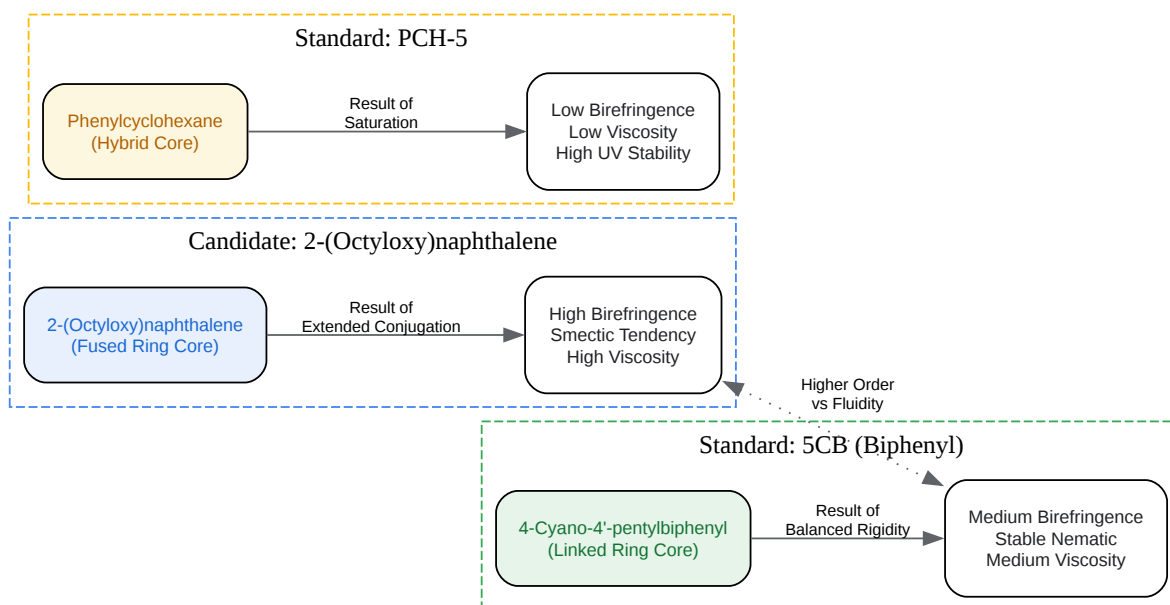 Standard: PCH-5
Phenylcyclohexane
(Hybrid Core)
Result of
Saturation
Low Birefringence
Low Viscosity
High UV Stability
Candidate: 2-(Octyloxy)naphthalene
2-(Octyloxy)naphthalene
(Fused Ring Core)
Result of
Extended Conjugation
High Birefringence
Smectic Tendency
High Viscosity
Higher Order
vs Fluidity
Standard: 5CB (Biphenyl)
4-Cyano-4'-pentylbiphenyl
(Linked Ring Core)
Result of
Balanced Rigidity
Medium Birefringence
Stable Nematic
Medium Viscosity